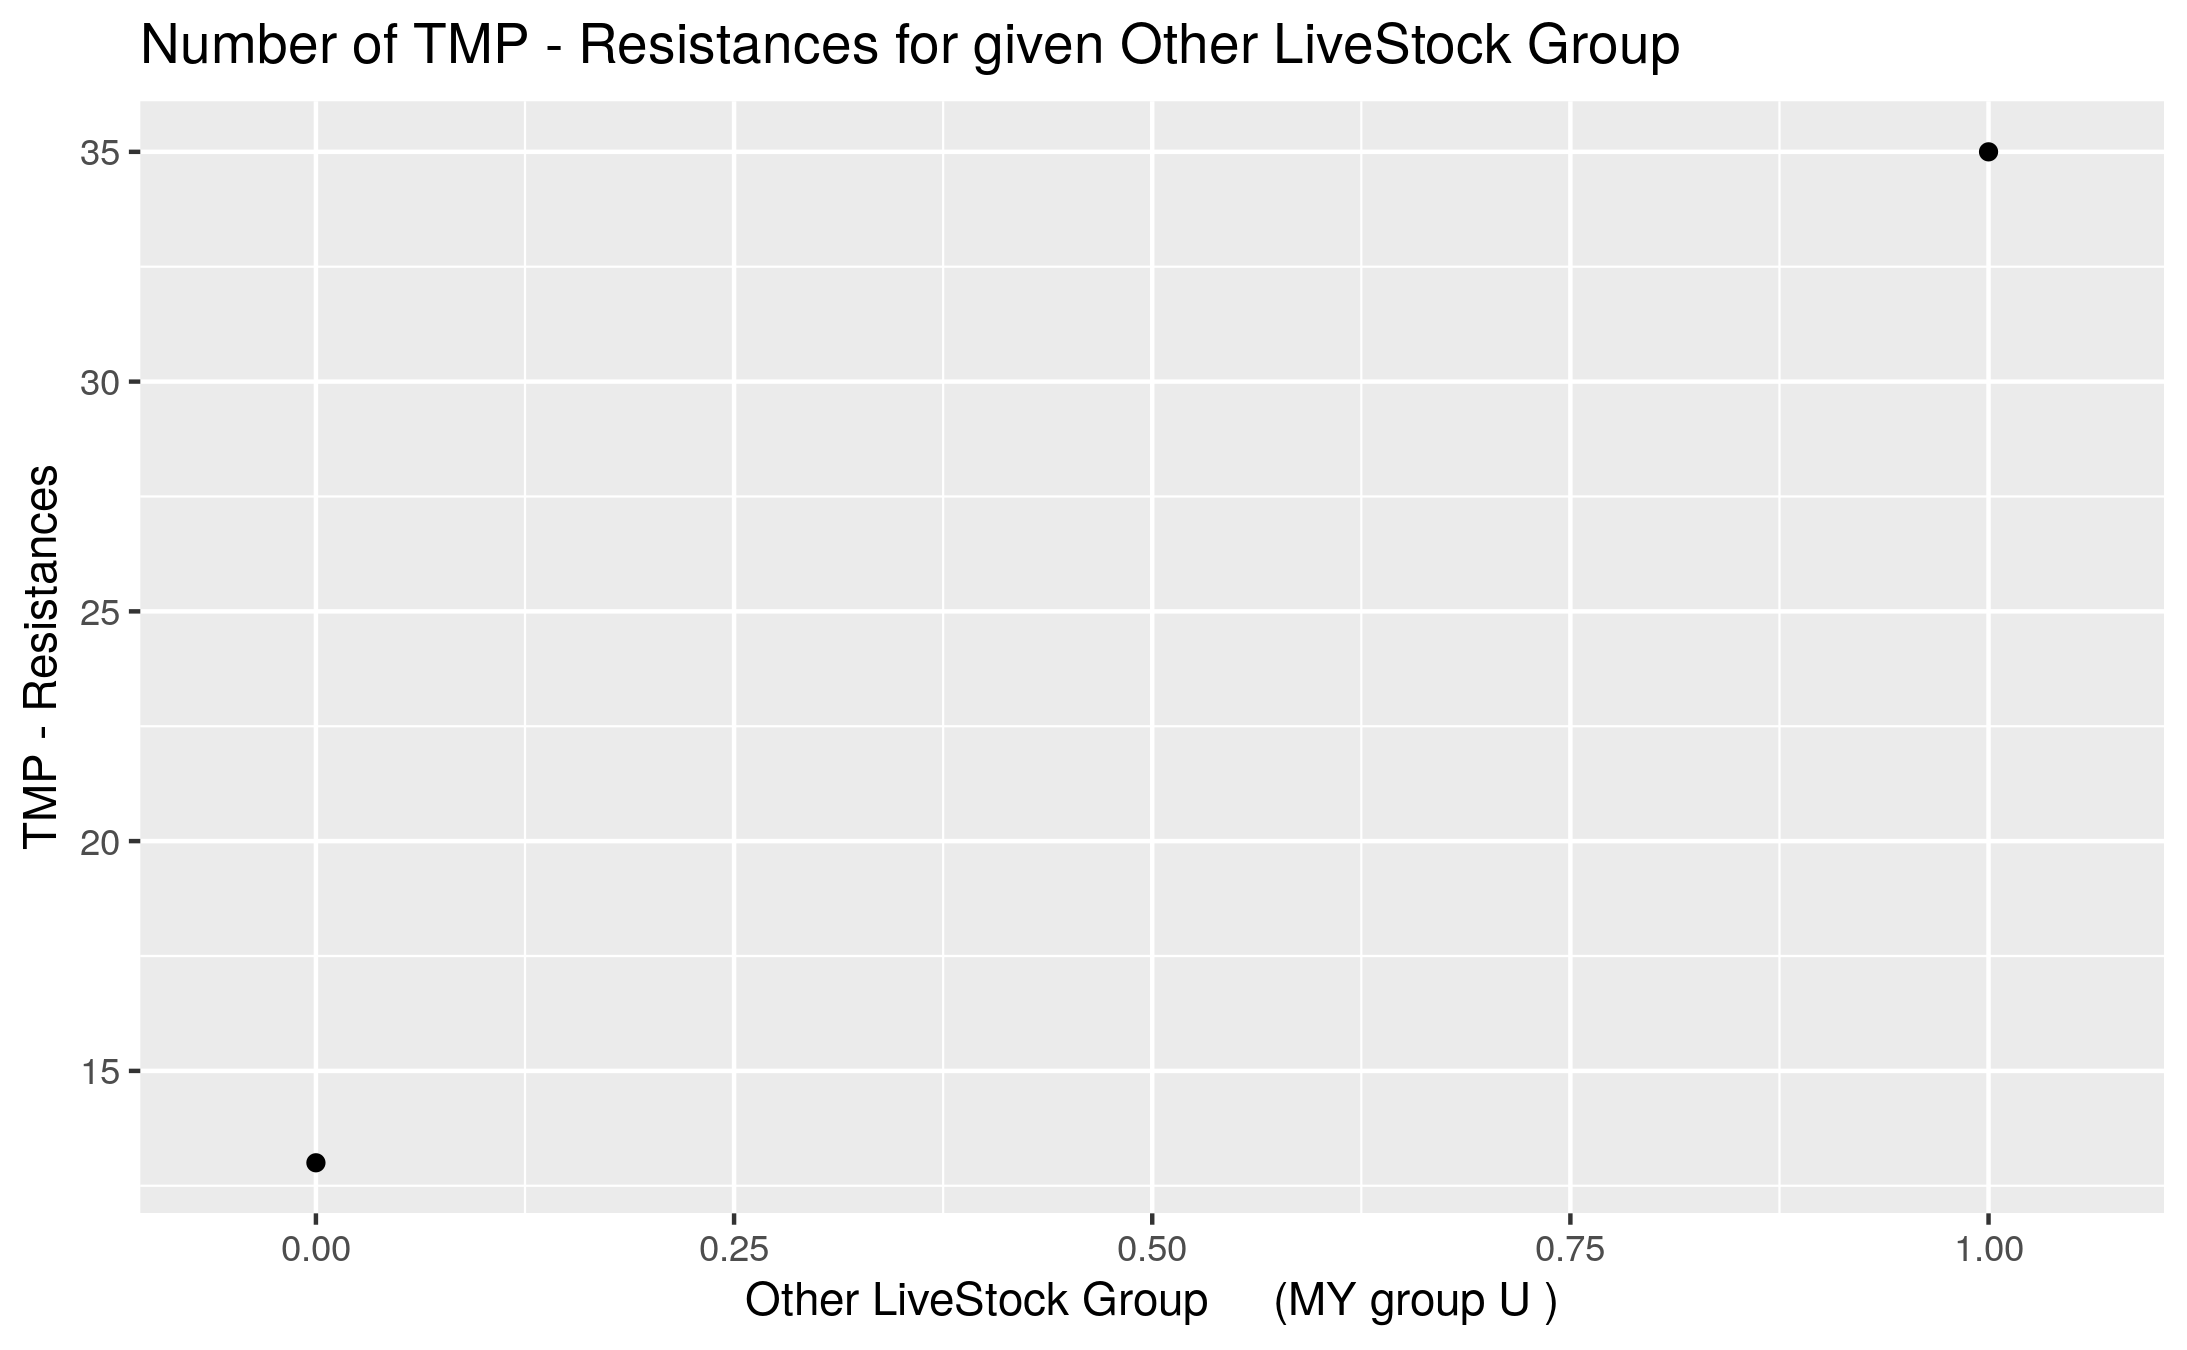 Number of TMP - Resistances for given Other LiveStock Group
TMP - Resistances
35
30
25
20
15
0.00 0.25 0.50 0.75 1.00
Other LiveStock Group (MY group U )